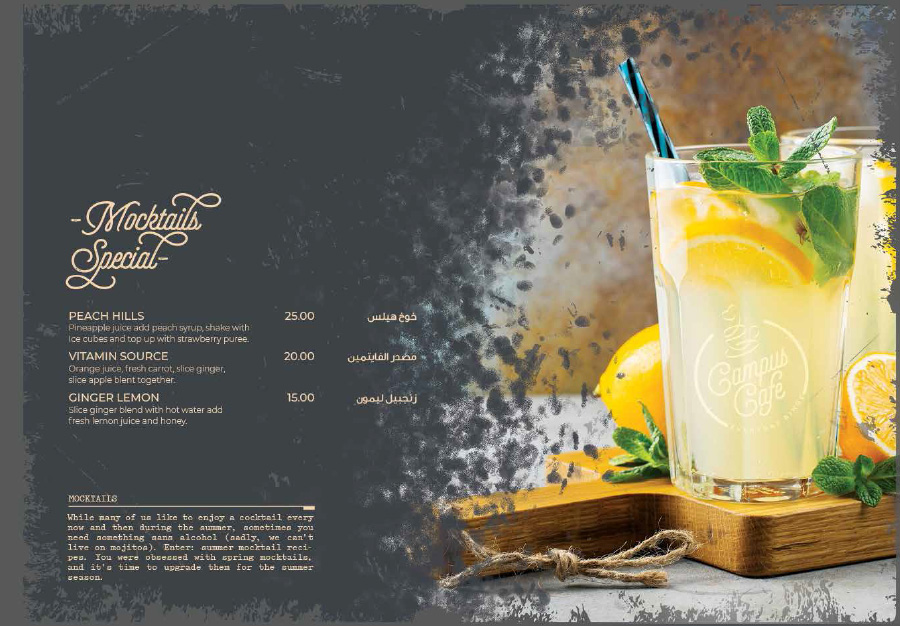 -Mocktails
Special-
PEACH HILLS 25.00 خوخ هيلس
Pineapple juice add peach syrup, shake with
Ice cubes and top up with strawberry puree.
VITAMIN SOURCE 20.00 مصدر الفايتمين
Orange juice, fresh carrot, slice ginger,
slice apple blent together.
GINGER LEMON 15.00 زنجبيل ليمون
Slice ginger blend with hot water add
fresh lemon juice and honey.
MOCKTAILS
While many of us like to enjoy a cocktail every
now and then during the summer, sometimes you
need something sans alcohol (sadly, we can't
live on mojitos). Enter: summer mocktail reci-
pes. You were obsessed with spring mocktails,
and it's time to upgrade them for the summer
season.
Campus
Café